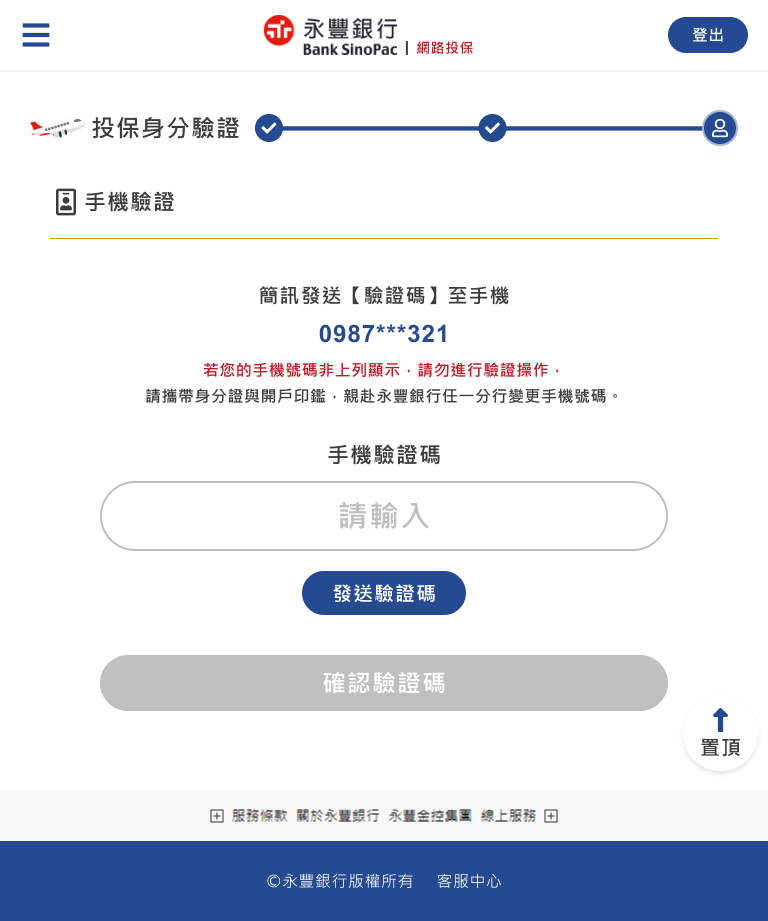 永豐銀行
Bank SinoPac | 網路投保
登出
投保身分驗證
手機驗證
簡訊發送【驗證碼】至手機
0987***321
若您的手機號碼非上列顯示，請勿進行驗證操作，
請攜帶身分證與開戶印鑑，親赴永豐銀行任一分行變更手機號碼。
手機驗證碼
請輸入
發送驗證碼
確認驗證碼
置頂
服務條款 關於永豐銀行 永豐金控集團 線上服務
©永豐銀行版權所有 客服中心